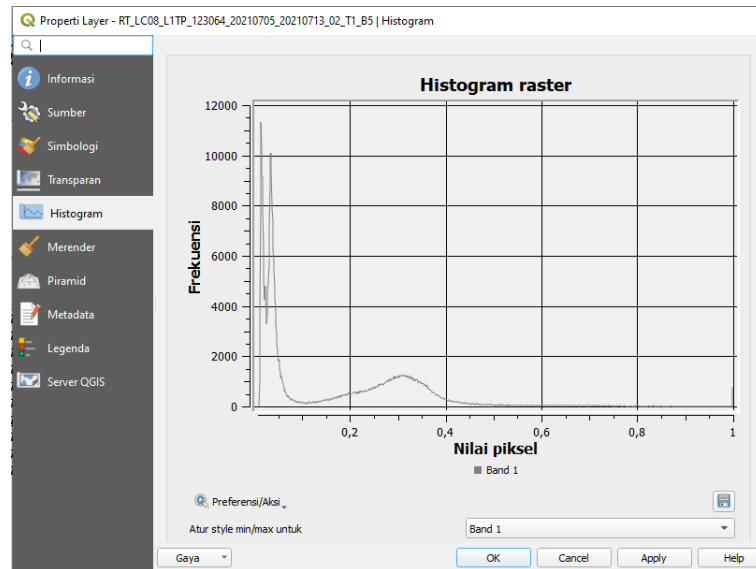 Properti Layer - RT_LC08_L1TP_123064_20210705_20210713_02_T1_B5 | Histogram
Informasi
Sumber
Simbologi
Transparan
Histogram
Merender
Piramid
Metadata
Legenda
Server QGIS
Histogram raster
12000
10000
8000
6000
4000
2000
0
Frekuensi
0,2 0,4 0,6 0,8 1
Nilai piksel
Band 1
Preferensi/Aksi
Atur style min/max untuk Band 1
Gaya OK Cancel Apply Help